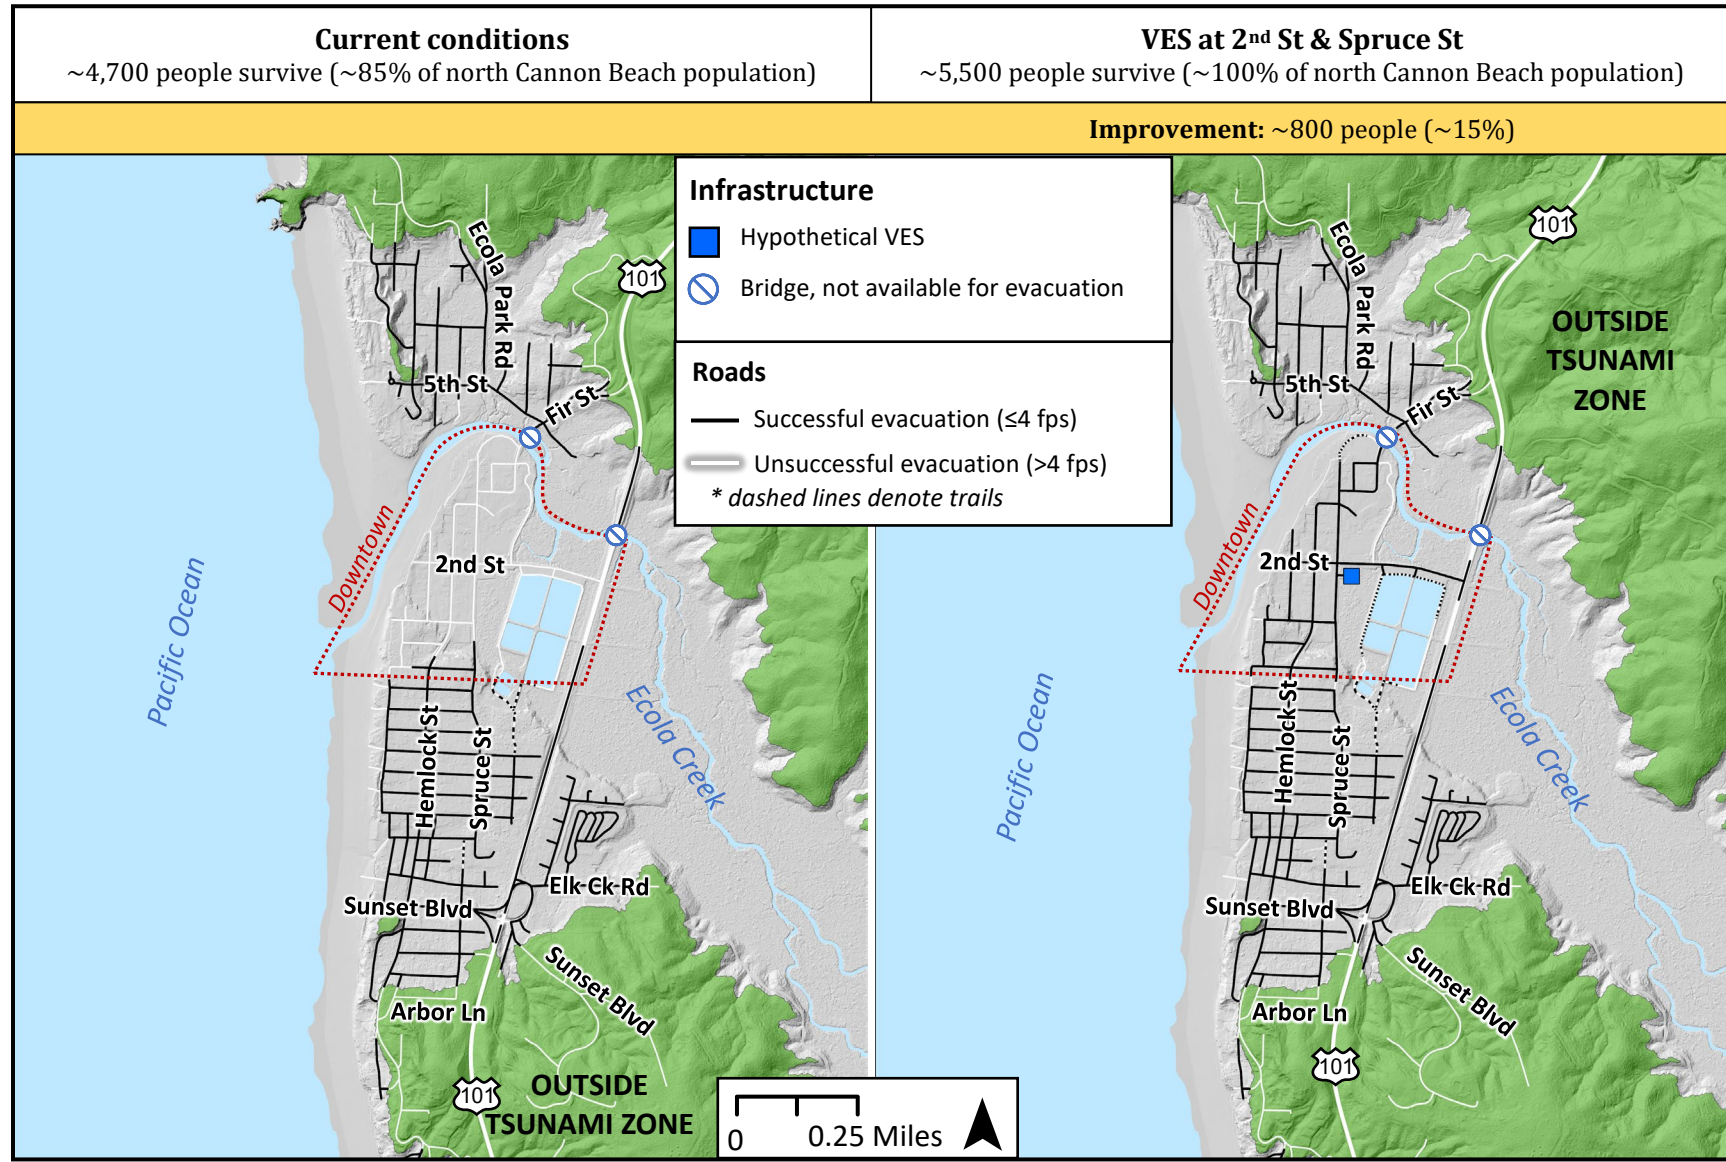 Current conditions
~4,700 people survive (~85% of north Cannon Beach population)
VES at 2nd St & Spruce St
~5,500 people survive (~100% of north Cannon Beach population)
Improvement: ~800 people (~15%)
Infrastructure
Hypothetical VES
Bridge, not available for evacuation
Roads
Successful evacuation (≤4 fps)
Unsuccessful evacuation (>4 fps)
* dashed lines denote trails
Ecola Park Rd
101
5th St
Fir St
Downtown
2nd St
Pacific Ocean
Ecola Creek
Hemlock St
Spruce St
Elk Ck Rd
Sunset Blvd
Sunset Blvd
Arbor Ln
101
OUTSIDE
TSUNAMI ZONE
0
0.25 Miles
Ecola Park Rd
101
OUTSIDE
TSUNAMI
ZONE
5th St
Fir St
Downtown
2nd St
Pacific Ocean
Ecola Creek
Hemlock St
Spruce St
Elk Ck Rd
Sunset Blvd
Sunset Blvd
Arbor Ln
101